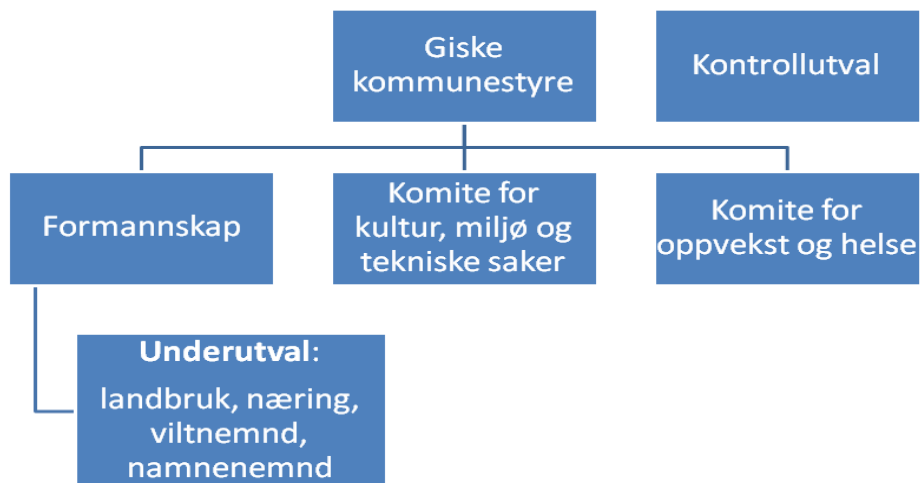 Giske
kommunestyre
Kontrollutval
Formannskap
Komite for
kultur, miljø og
tekniske saker
Komite for
oppvekst og helse
Underutval:
landbruk, næring,
viltnemnd,
namnenemnd